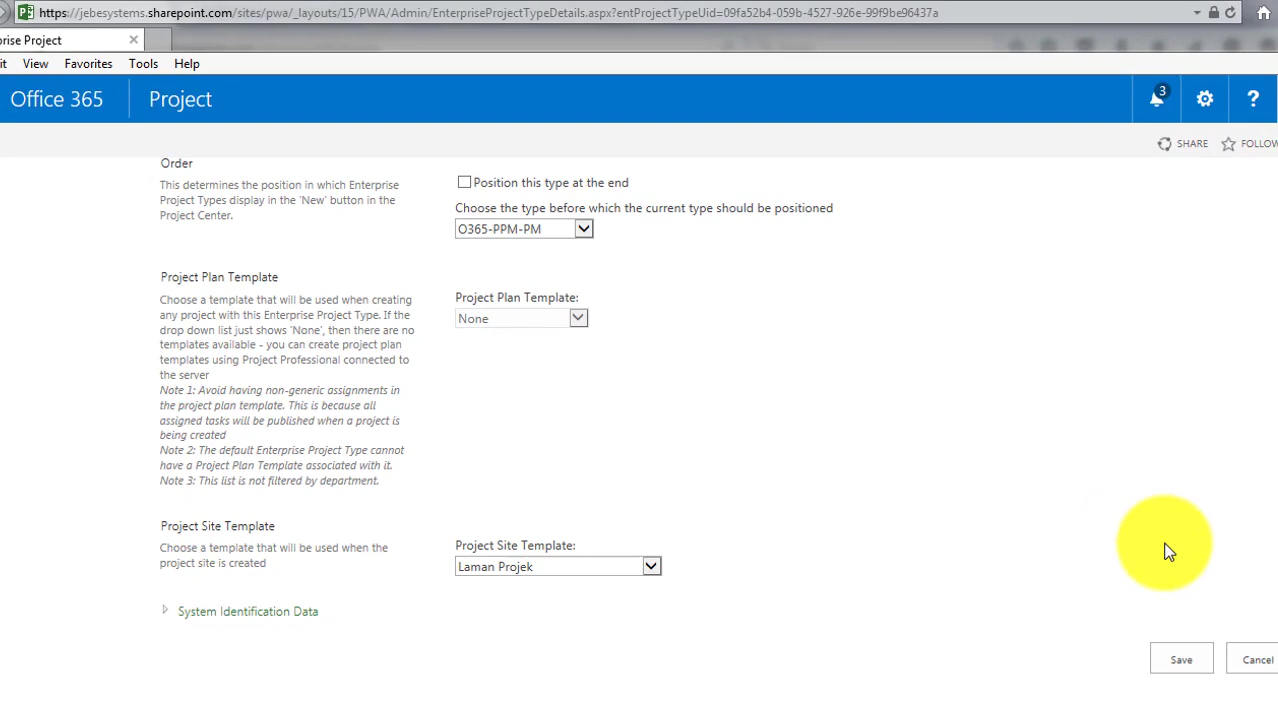 https://jebesystems.sharepoint.com/sites/pwa/_layouts/15/PWA/Admin/EnterpriseProjectTypeDetails.aspx?entProjectTypeUid=09fa52b4-059b-4527-926e-99f9be96437a
rise Project
it View Favorites Tools Help
Office 365 Project 3 ?
SHARE FOLLOW
Order
This determines the position in which Enterprise
Project Types display in the 'New' button in the
Project Center.
Position this type at the end
Choose the type before which the current type should be positioned
O365-PPM-PM
Project Plan Template
Choose a template that will be used when creating
any project with this Enterprise Project Type. If the
drop down list just shows 'None', then there are no
templates available - you can create project plan
templates using Project Professional connected to
the server
Note 1: Avoid having non-generic assignments in
the project plan template. This is because all
assigned tasks will be published when a project is
being created
Note 2: The default Enterprise Project Type cannot
have a Project Plan Template associated with it.
Note 3: This list is not filtered by department.
Project Plan Template:
None
Project Site Template
Choose a template that will be used when the
project site is created
Project Site Template:
Laman Projek
System Identification Data
Save Cancel